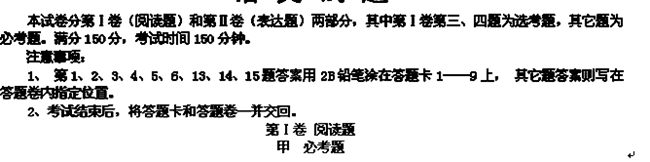 本试卷分第Ⅰ卷（阅读题）和第Ⅱ卷（表达题）两部分，其中第Ⅰ卷第三、四题为选考题，其它题为
必考题。满分150分，考试时间150分钟。
注意事项：
1、 第1、2、3、4、5、6、13、14、15题答案用2B铅笔涂在答题卡1——9上， 其它题答案则写在
答题卷内指定位置。
2、考试结束后，将答题卡和答题卷一并交回。
第Ⅰ卷 阅读题
甲 必考题